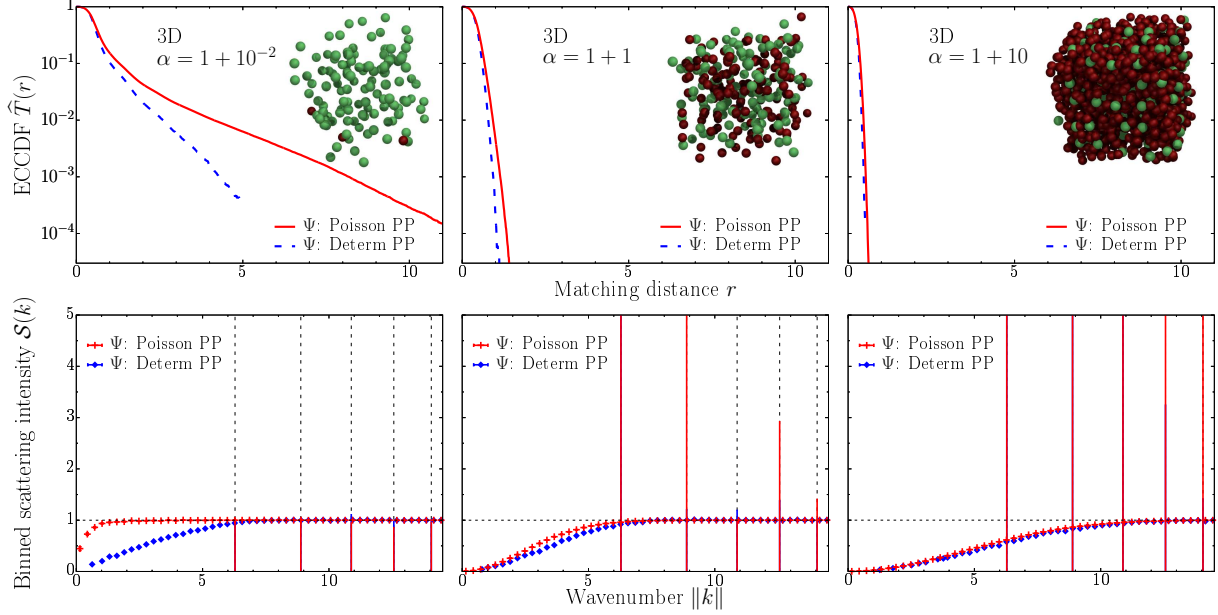 ECCDF T̂(r)
1
10⁻¹
10⁻²
10⁻³
10⁻⁴
3D
α = 1 + 10⁻²
Ψ: Poisson PP
Ψ: Determ PP
0 5 10
3D
α = 1 + 1
Ψ: Poisson PP
Ψ: Determ PP
0 5 10
3D
α = 1 + 10
Ψ: Poisson PP
Ψ: Determ PP
0 5 10
Matching distance r
Binned scattering intensity 𝒮(k)
5
4
3
2
1
0
Ψ: Poisson PP
Ψ: Determ PP
0 5 10
Ψ: Poisson PP
Ψ: Determ PP
0 5 10
Ψ: Poisson PP
Ψ: Determ PP
0 5 10
Wavenumber ‖k‖